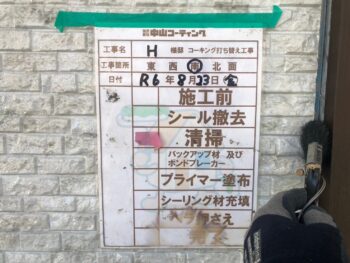 ㈱中山コーティング
工事名 H 様邸 コーキング打ち替え工事
工事箇所 東 西 南 北面
日付 R6年8月23日 金
施工前
シール撤去
清掃
バックアップ材 及び
ボンドブレーカー
プライマー塗布
シーリング材充填
ヘラ押さえ